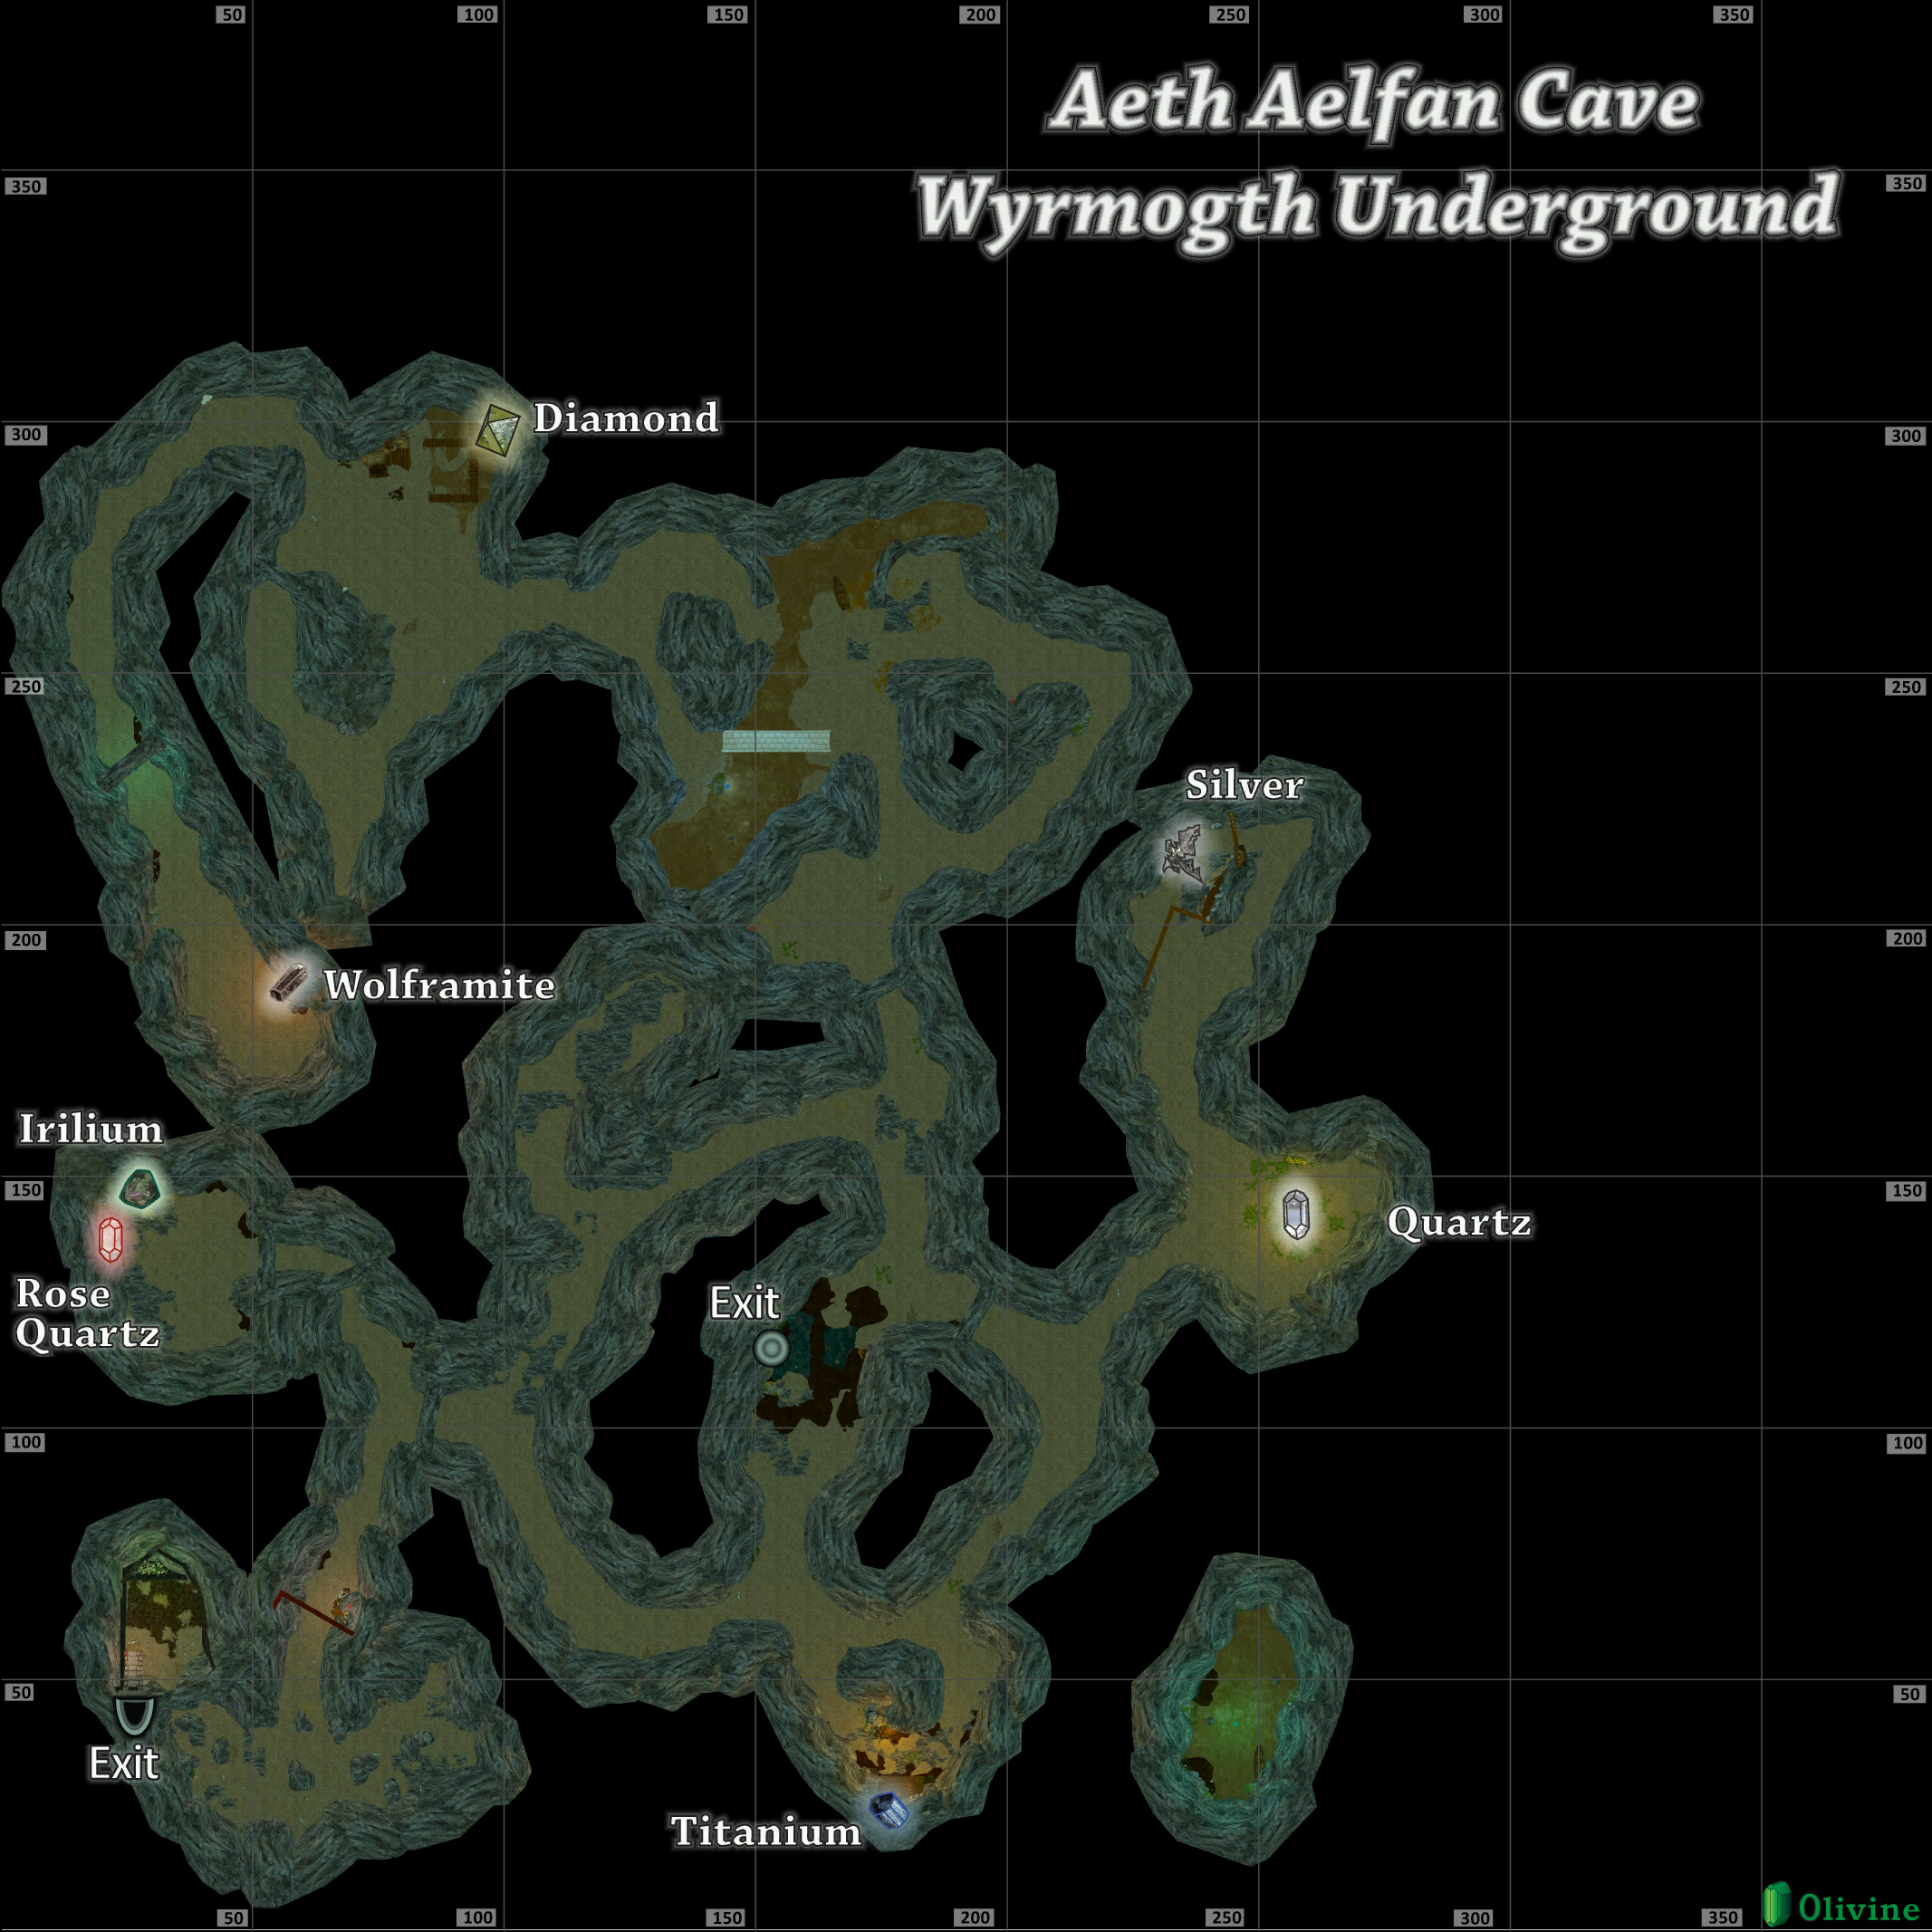 50 100 150 200 250 300 350
Aeth Aelfan Cave
350 350
Wyrmogth Underground
Diamond
300 300
250 250
Silver
200 200
Wolframite
Irilium
150 150
Quartz
Rose
Quartz
Exit
100 100
50 50
Exit
Titanium
50 100 150 200 250 300 350
Olivine